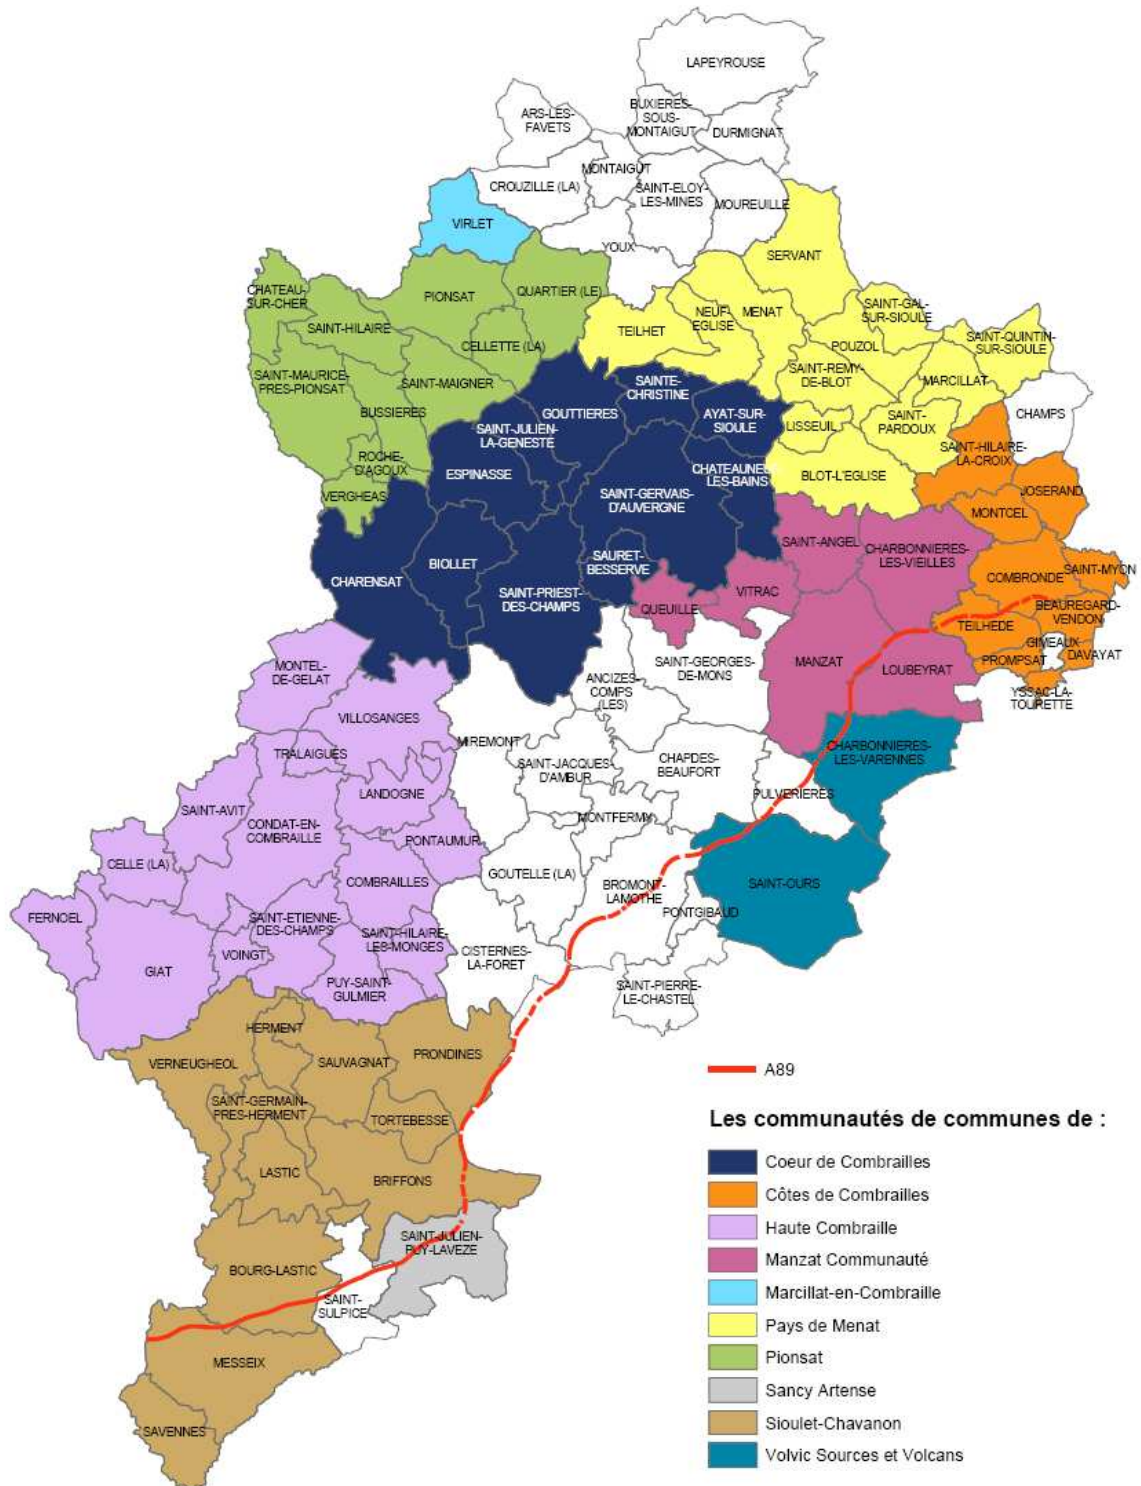 LAPEYROUSE
ARS-LES-
FAVETS
BUXIERES-
SOUS-
MONTAIGUT
DURMIGNAT
MONTAIGUT
CROUZILLE (LA)
SAINT-ELOY-
LES-MINES
MOUREUILLE
VIRLET
YOUX
SERVANT
CHATEAU-
SUR-CHER
PIONSAT
QUARTIER (LE)
SAINT-HILAIRE
CELLETTE (LA)
TEILHET
NEUF-
EGLISE
MENAT
SAINT-GAL-
SUR-SIOULE
POUZOL
SAINT-QUINTIN-
SUR-SIOULE
SAINT-MAURICE-
PRES-PIONSAT
SAINT-MAIGNER
BUSSIERES
SAINT-REMY-
DE-BLOT
MARCILLAT
SAINTE-
CHRISTINE
GOUTTIERES
AYAT-SUR-
SIOULE
LISSEUIL
SAINT-
PARDOUX
CHAMPS
SAINT-JULIEN-
LA-GENESTE
SAINT-HILAIRE-
LA-CROIX
ROCHE-
D'AGOUX
ESPINASSE
CHATEAUNEUF-
LES-BAINS
BLOT-L'EGLISE
VERGHEAS
SAINT-GERVAIS-
D'AUVERGNE
JOSERAND
MONTCEL
SAINT-ANGEL
CHARBONNIERES-
LES-VIEILLES
CHARENSAT
BIOLLET
SAURET-
BESSERVE
SAINT-PRIEST-
DES-CHAMPS
VITRAC
QUEUILLE
COMBRONDE
SAINT-MYON
BEAUREGARD-
VENDON
TEILHEDE
GIMEAUX
PROMPSAT
DAVAYAT
YSSAC-LA-
TOURETTE
MANZAT
LOUBEYRAT
SAINT-GEORGES-
DE-MONS
ANCIZES-
COMPS
(LES)
MONTEL-
DE-GELAT
VILLOSANGES
MIREMONT
TRALAIGUES
SAINT-JACQUES-
D'AMBUR
CHAPDES-
BEAUFORT
CHARBONNIERES-
LES-VARENNES
PULVERIERES
LANDOGNE
SAINT-AVIT
CONDAT-EN-
COMBRAILLE
MONTFERMY
PONTAUMUR
CELLE (LA)
COMBRAILLES
GOUTELLE (LA)
BROMONT-
LAMOTHE
SAINT-OURS
PONTGIBAUD
FERNOEL
SAINT-ETIENNE-
DES-CHAMPS
SAINT-HILAIRE-
LES-MONGES
VOINGT
CISTERNES-
LA-FORET
GIAT
PUY-SAINT-
GULMIER
SAINT-PIERRE-
LE-CHASTEL
HERMENT
VERNEUGHEOL
SAUVAGNAT
PRONDINES
SAINT-GERMAIN-
PRES-HERMENT
TORTEBESSE
LASTIC
BRIFFONS
SAINT-JULIEN-
PUY-LAVEZE
BOURG-LASTIC
SAINT-
SULPICE
MESSEIX
SAVENNES
A89
Les communautés de communes de :
Coeur de Combrailles
Côtes de Combrailles
Haute Combraille
Manzat Communauté
Marcillat-en-Combraille
Pays de Menat
Pionsat
Sancy Artense
Sioulet-Chavanon
Volvic Sources et Volcans